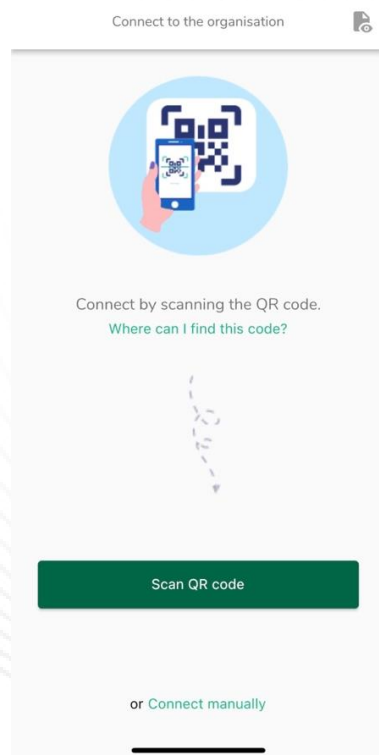 Connect to the organisation
Connect by scanning the QR code.
Where can I find this code?
Scan QR code
or Connect manually